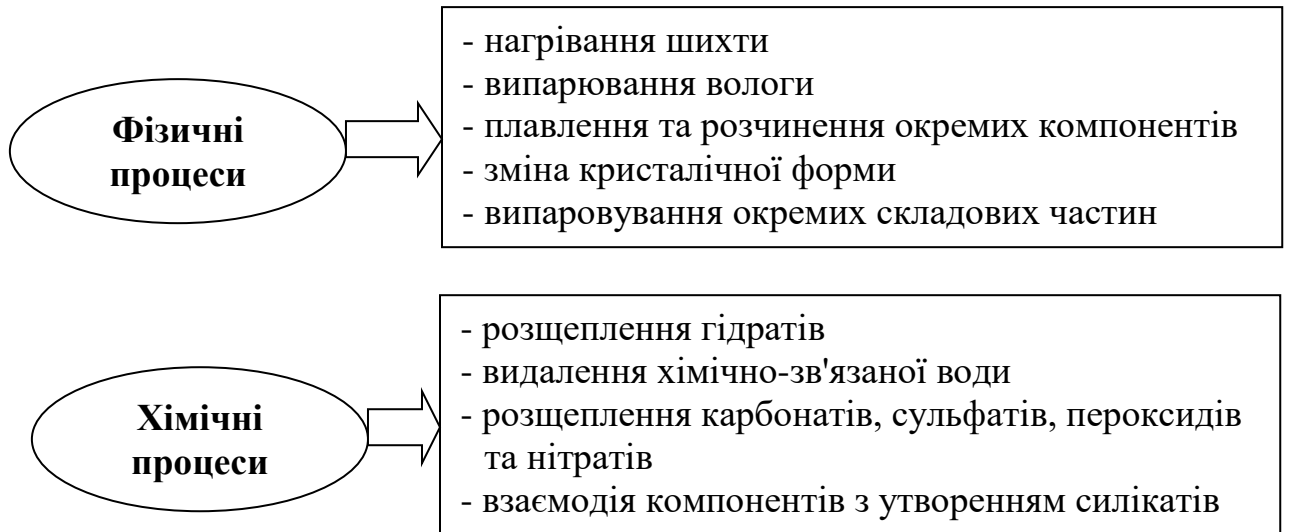 Фізичні
процеси
- нагрівання шихти
- випарювання вологи
- плавлення та розчинення окремих компонентів
- зміна кристалічної форми
- випаровування окремих складових частин
Хімічні
процеси
- розщеплення гідратів
- видалення хімічно-зв'язаної води
- розщеплення карбонатів, сульфатів, пероксидів
та нітратів
- взаємодія компонентів з утворенням силікатів